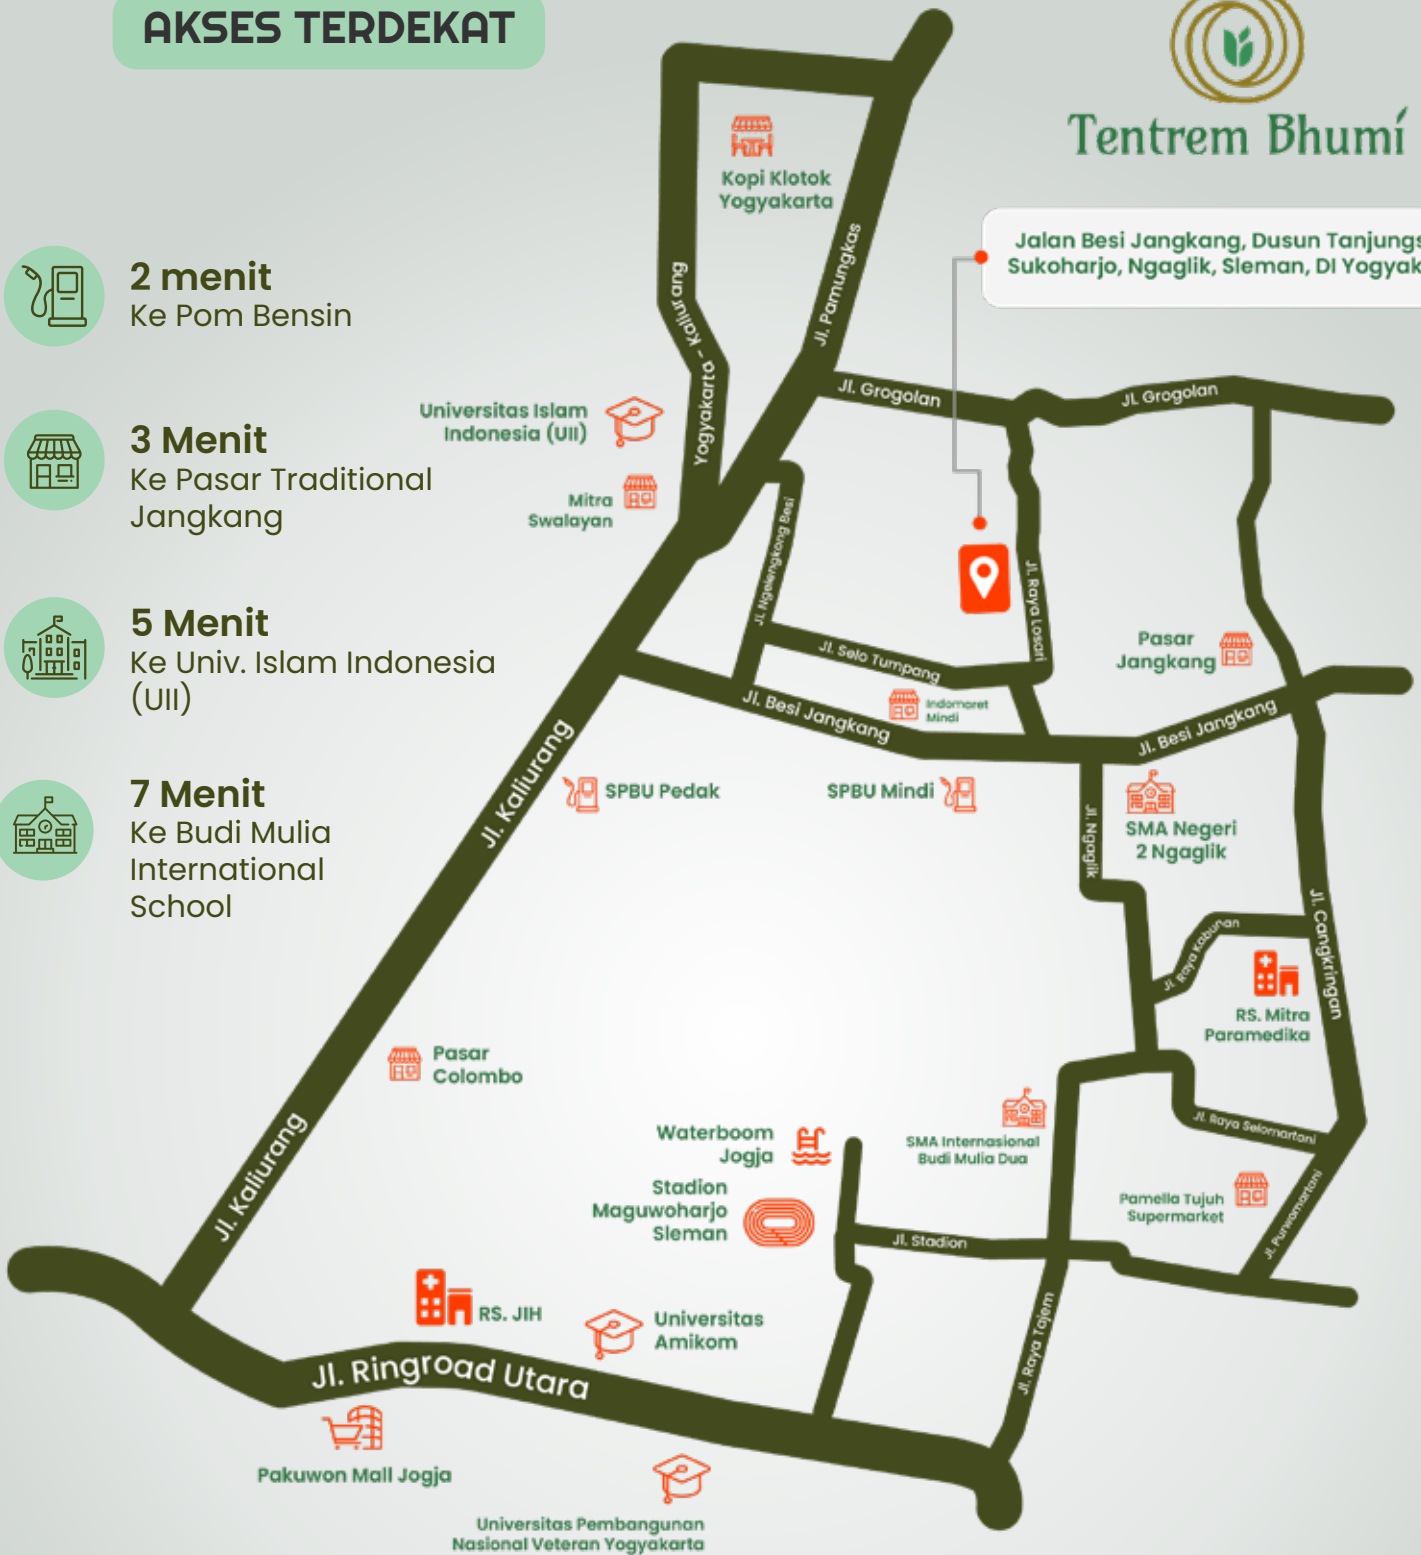 AKSES TERDEKAT
Tentrem Bhumi
Jalan Besi Jangkang, Dusun
Sukoharjo, Ngaglik, Sleman, DI
2 menit
Ke Pom Bensin
3 Menit
Ke Pasar Traditional
Jangkang
5 Menit
Ke Univ. Islam Indonesia
(UII)
7 Menit
Ke Budi Mulia
International
School
Kopi Klotok
Yogyakarta
Jl. Pamungkas
Yogyakarta - Kaliurang
Universitas Islam
Indonesia (UII)
Mitra
Swalayan
Jl. Grogolan
Jl Grogolan
Jl. Ngelengkong Besi
Jl. Raya Losari
Jl. Selo Tumpang
Pasar
Jangkang
Indomaret
Mindi
Jl. Besi Jangkang
Jl. Besi Jangkang
Jl. Kaliurang
SPBU Pedak
SPBU Mindi
Jl. Ngaglik
SMA Negeri
2 Ngaglik
Jl. Cangkringan
Jl. Raya Kabunan
RS. Mitra
Paramedika
Pasar
Colombo
Jl. Kaliurang
Waterboom
Jogja
SMA Internasional
Budi Mulia Dua
Jl. Raya Selomartani
Stadion
Maguwoharjo
Sleman
Pamella Tujuh
Supermarket
Jl. Purwomartani
Jl. Stadion
RS. JIH
Universitas
Amikom
Jl. Raya Tajem
Jl. Ringroad Utara
Pakuwon Mall Jogja
Universitas Pembangunan
Nasional Veteran Yogyakarta